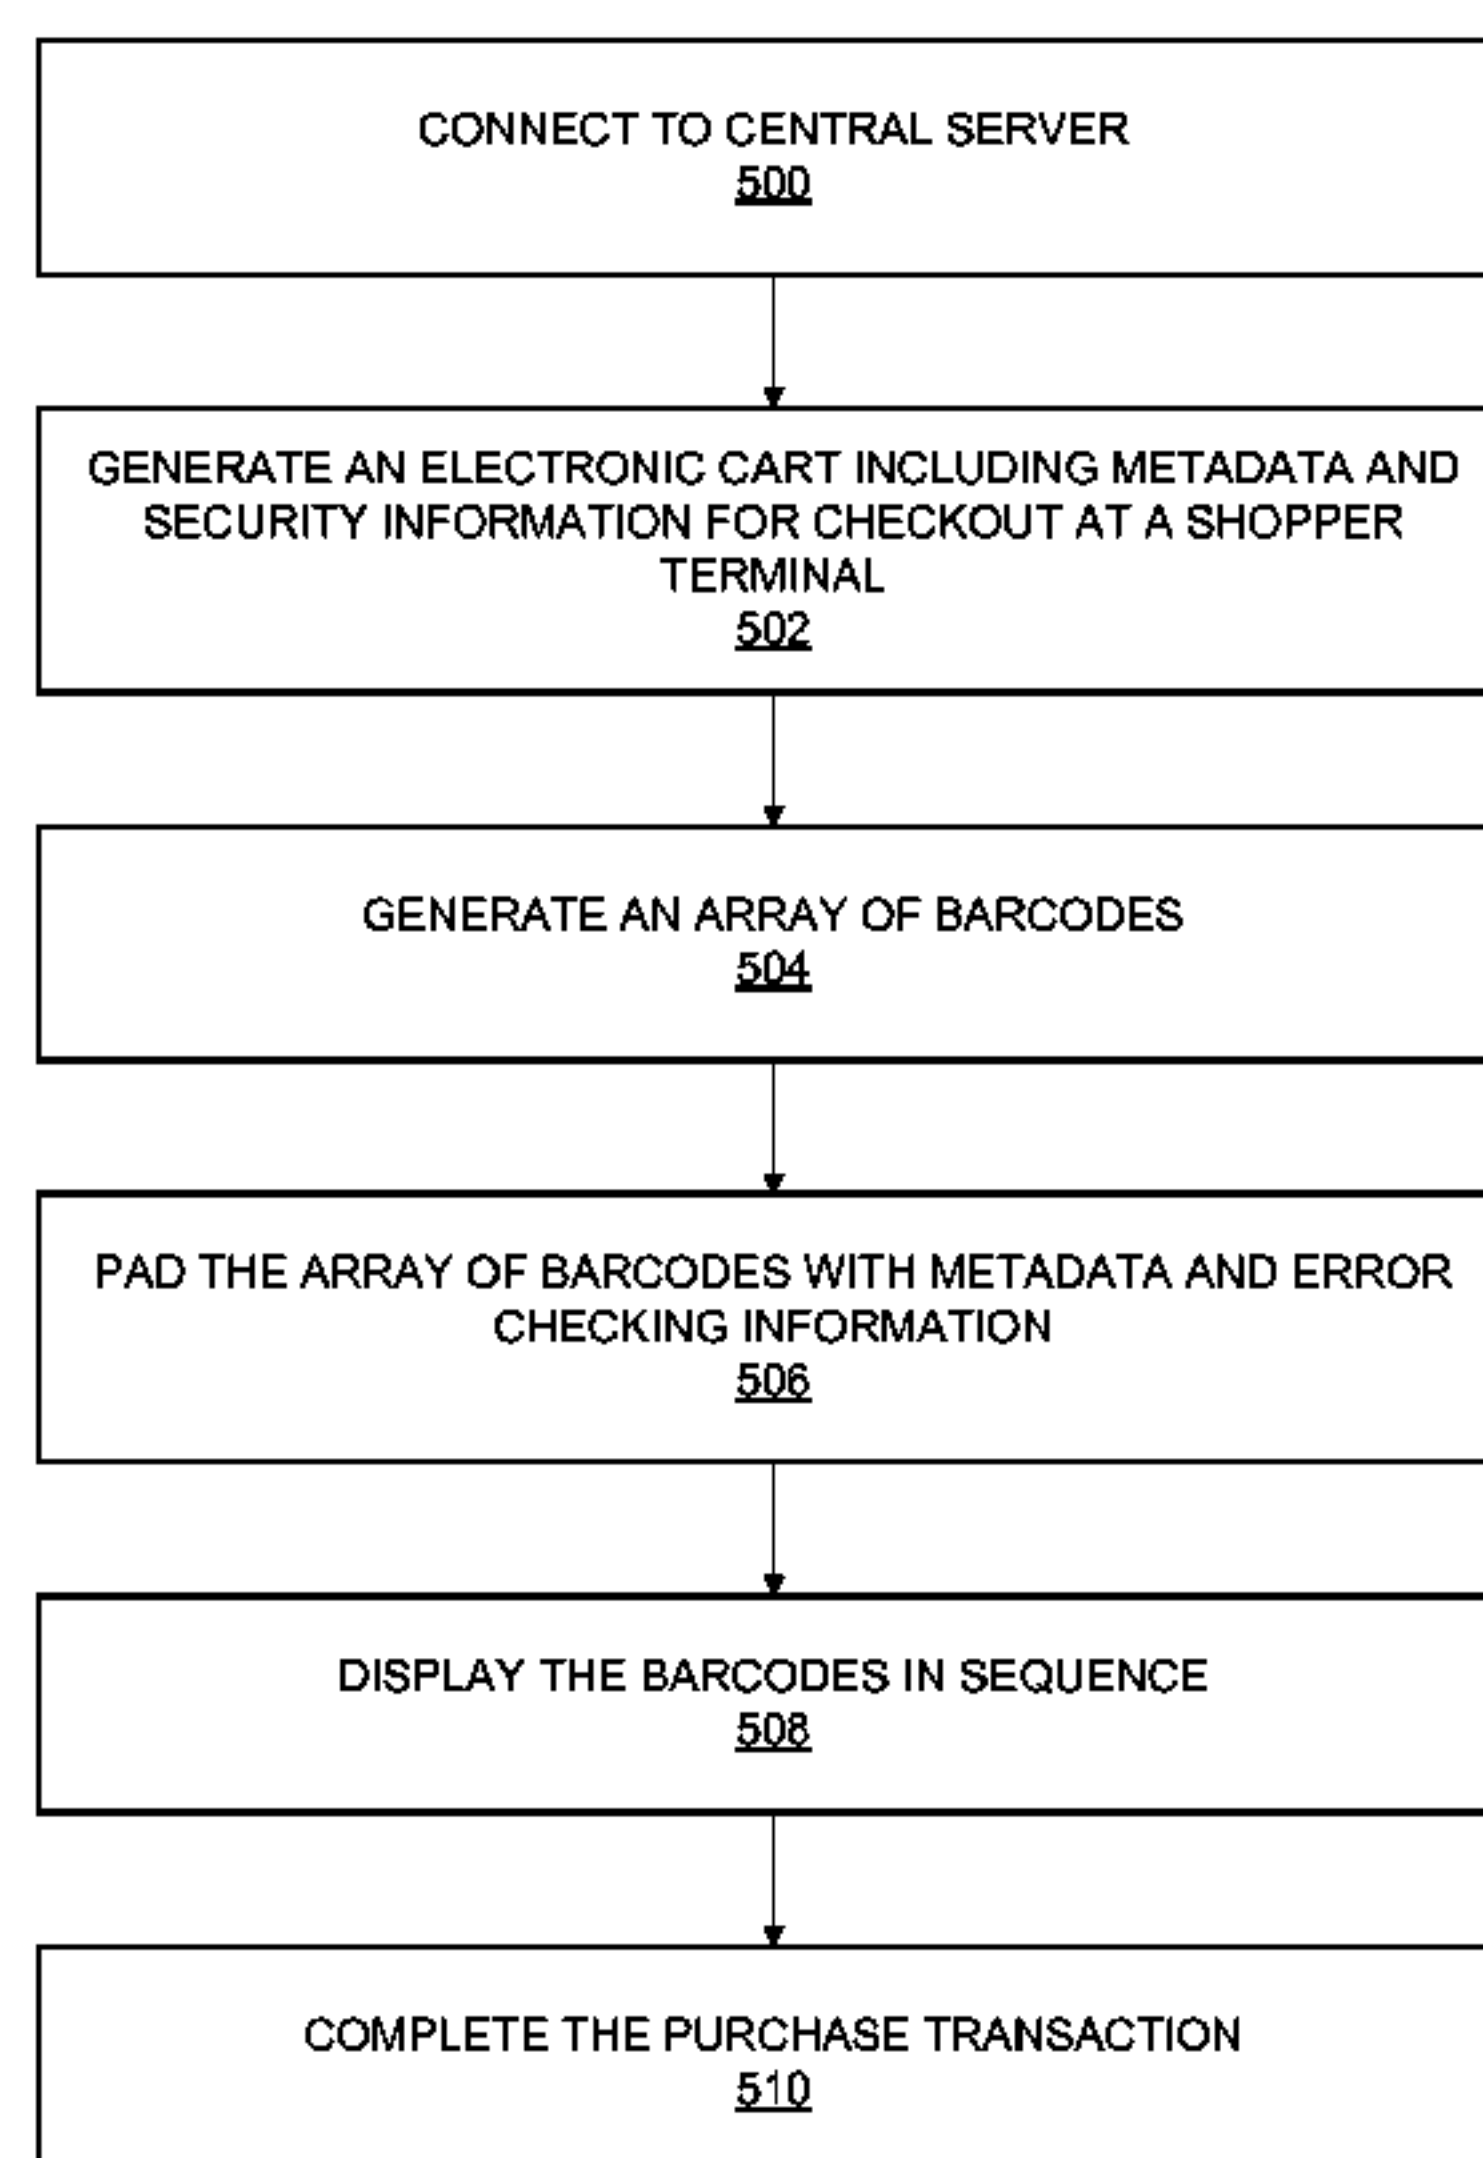 CONNECT TO CENTRAL SERVER
500
GENERATE AN ELECTRONIC CART INCLUDING METADATA AND
SECURITY INFORMATION FOR CHECKOUT AT A SHOPPER
TERMINAL
502
GENERATE AN ARRAY OF BARCODES
504
PAD THE ARRAY OF BARCODES WITH METADATA AND ERROR
CHECKING INFORMATION
506
DISPLAY THE BARCODES IN SEQUENCE
508
COMPLETE THE PURCHASE TRANSACTION
510